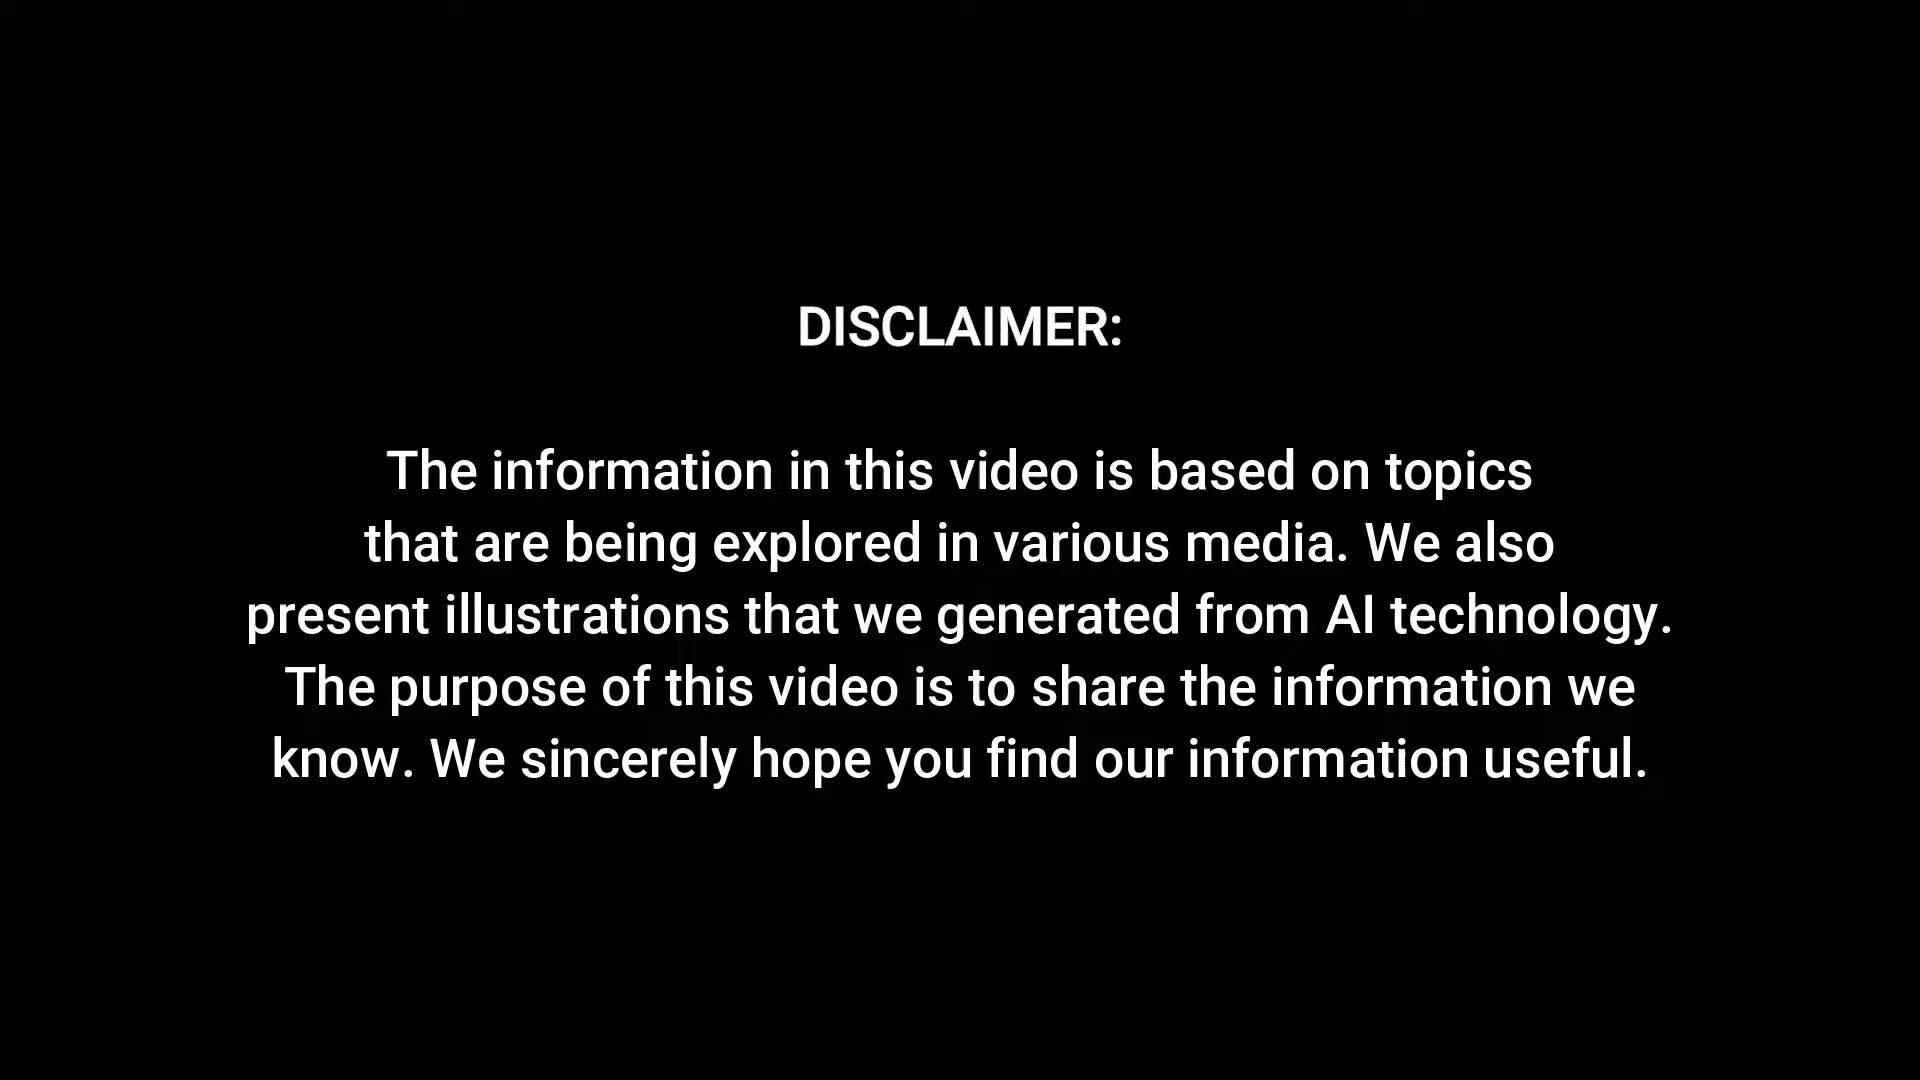 DISCLAIMER:
The information in this video is based on topics
that are being explored in various media. We also
present illustrations that we generated from AI technology.
The purpose of this video is to share the information we
know. We sincerely hope you find our information useful.